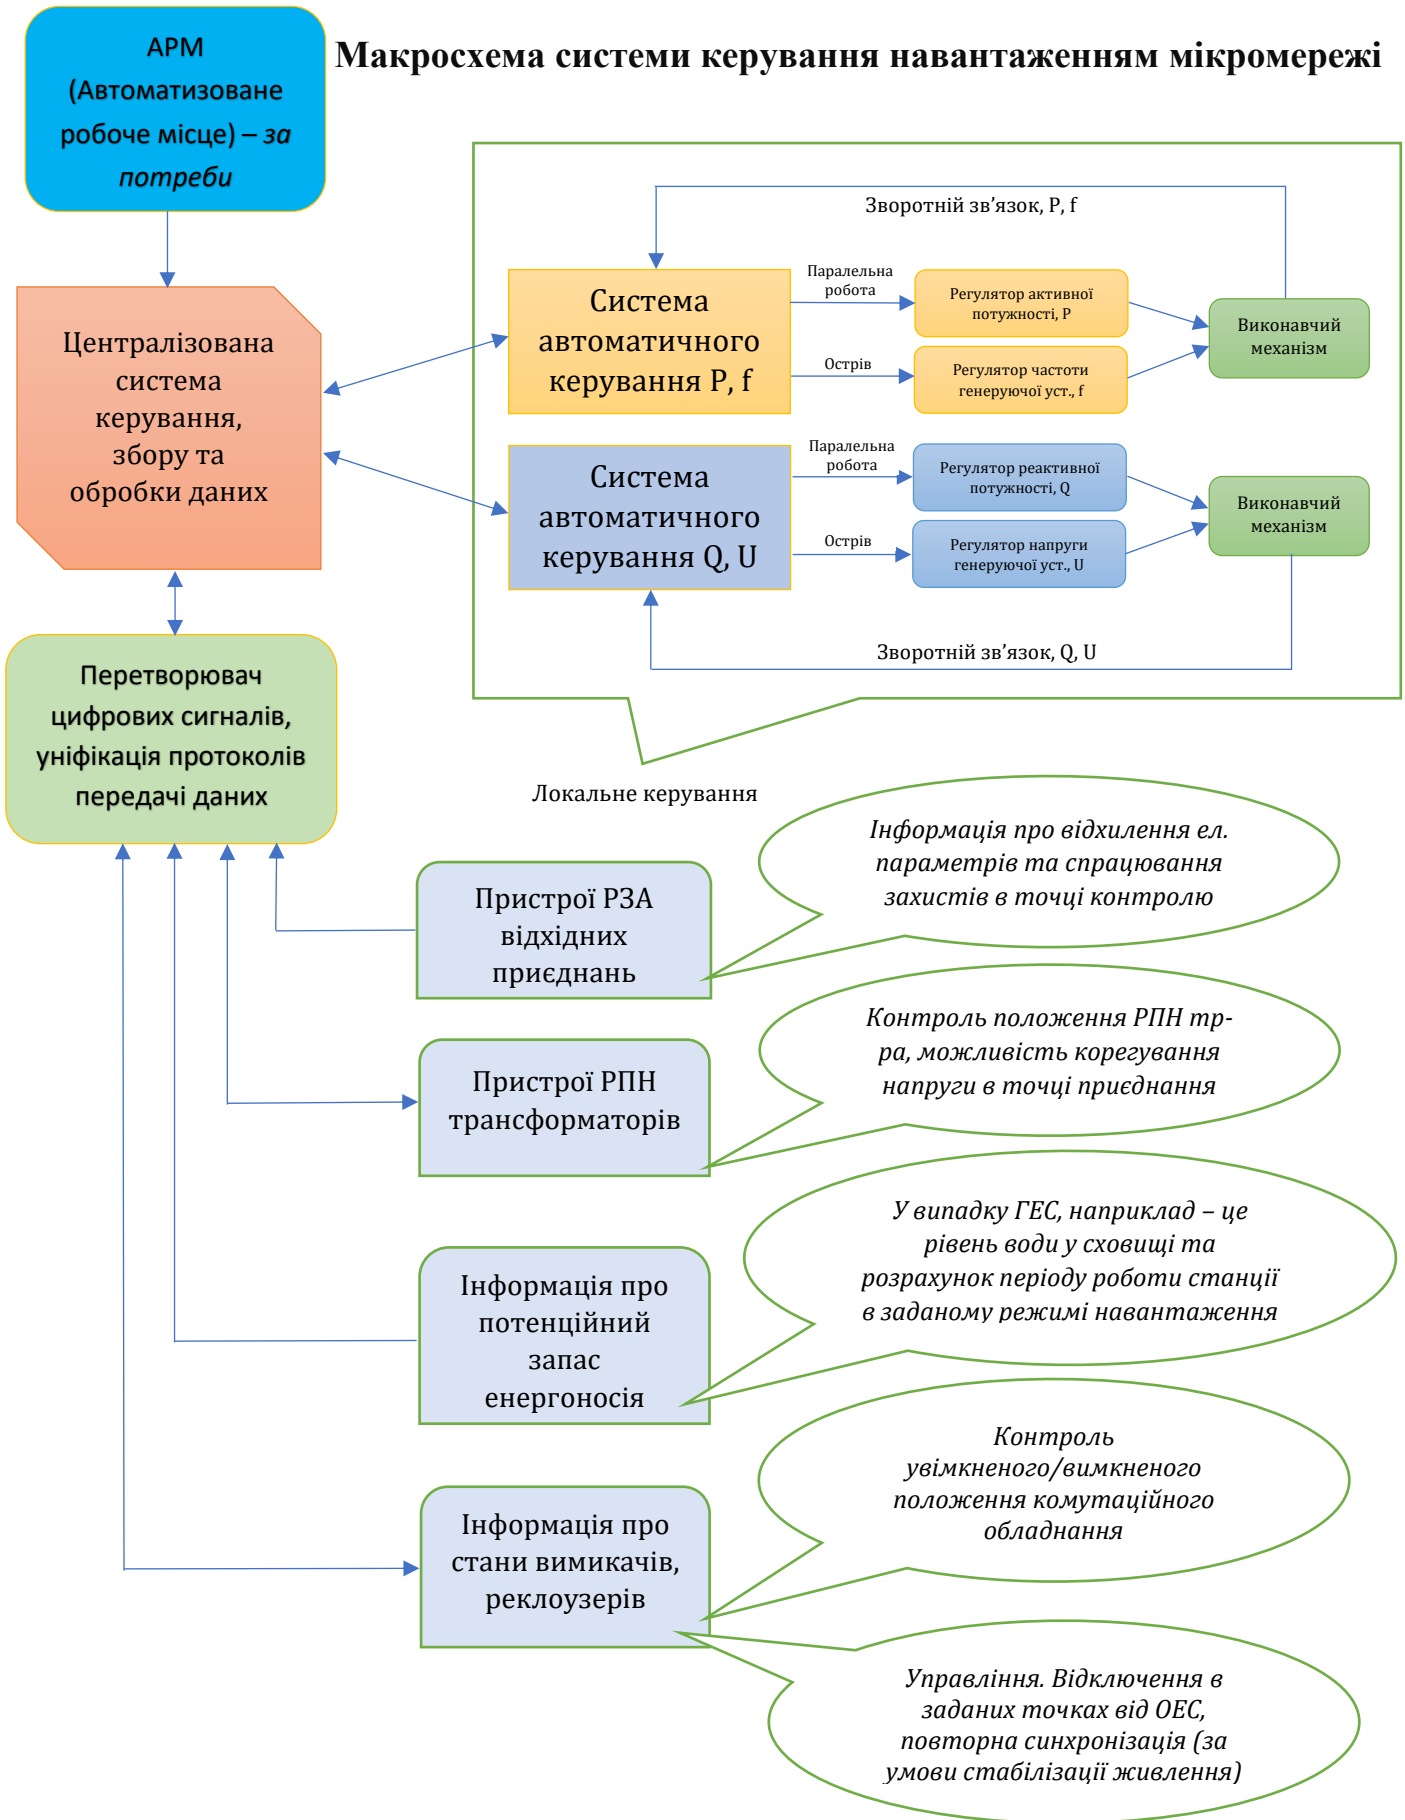 АРМ
(Автоматизоване
робоче місце) – за
потреби
Макросхема системи керування навантаженням мікромережі
Зворотній зв'язок, P, f
Централізована
система
керування,
збору та
обробки даних
Система
автоматичного
керування P, f
Паралельна
робота
Регулятор активної
потужності, P
Острів
Регулятор частоти
генеруючої уст., f
Виконавчий
механізм
Система
автоматичного
керування Q, U
Паралельна
робота
Регулятор реактивної
потужності, Q
Острів
Регулятор напруги
генеруючої уст., U
Виконавчий
механізм
Зворотній зв'язок, Q, U
Перетворювач
цифрових сигналів,
уніфікація протоколів
передачі даних
Локальне керування
Пристрої РЗА
відхідних
приєднань
Інформація про відхилення ел.
параметрів та спрацювання
захистів в точці контролю
Пристрої РПН
трансформаторів
Контроль положення РПН тр-
ра, можливість корегування
напруги в точці приєднання
Інформація про
потенційний
запас
енергоносія
У випадку ГЕС, наприклад – це
рівень води у сховищі та
розрахунок періоду роботи станції
в заданому режимі навантаження
Інформація про
стани вимикачів,
реклоузерів
Контроль
увімкненого/вимкненого
положення комутаційного
обладнання
Управління. Відключення в
заданих точках від ОЕС,
повторна синхронізація (за
умови стабілізації живлення)